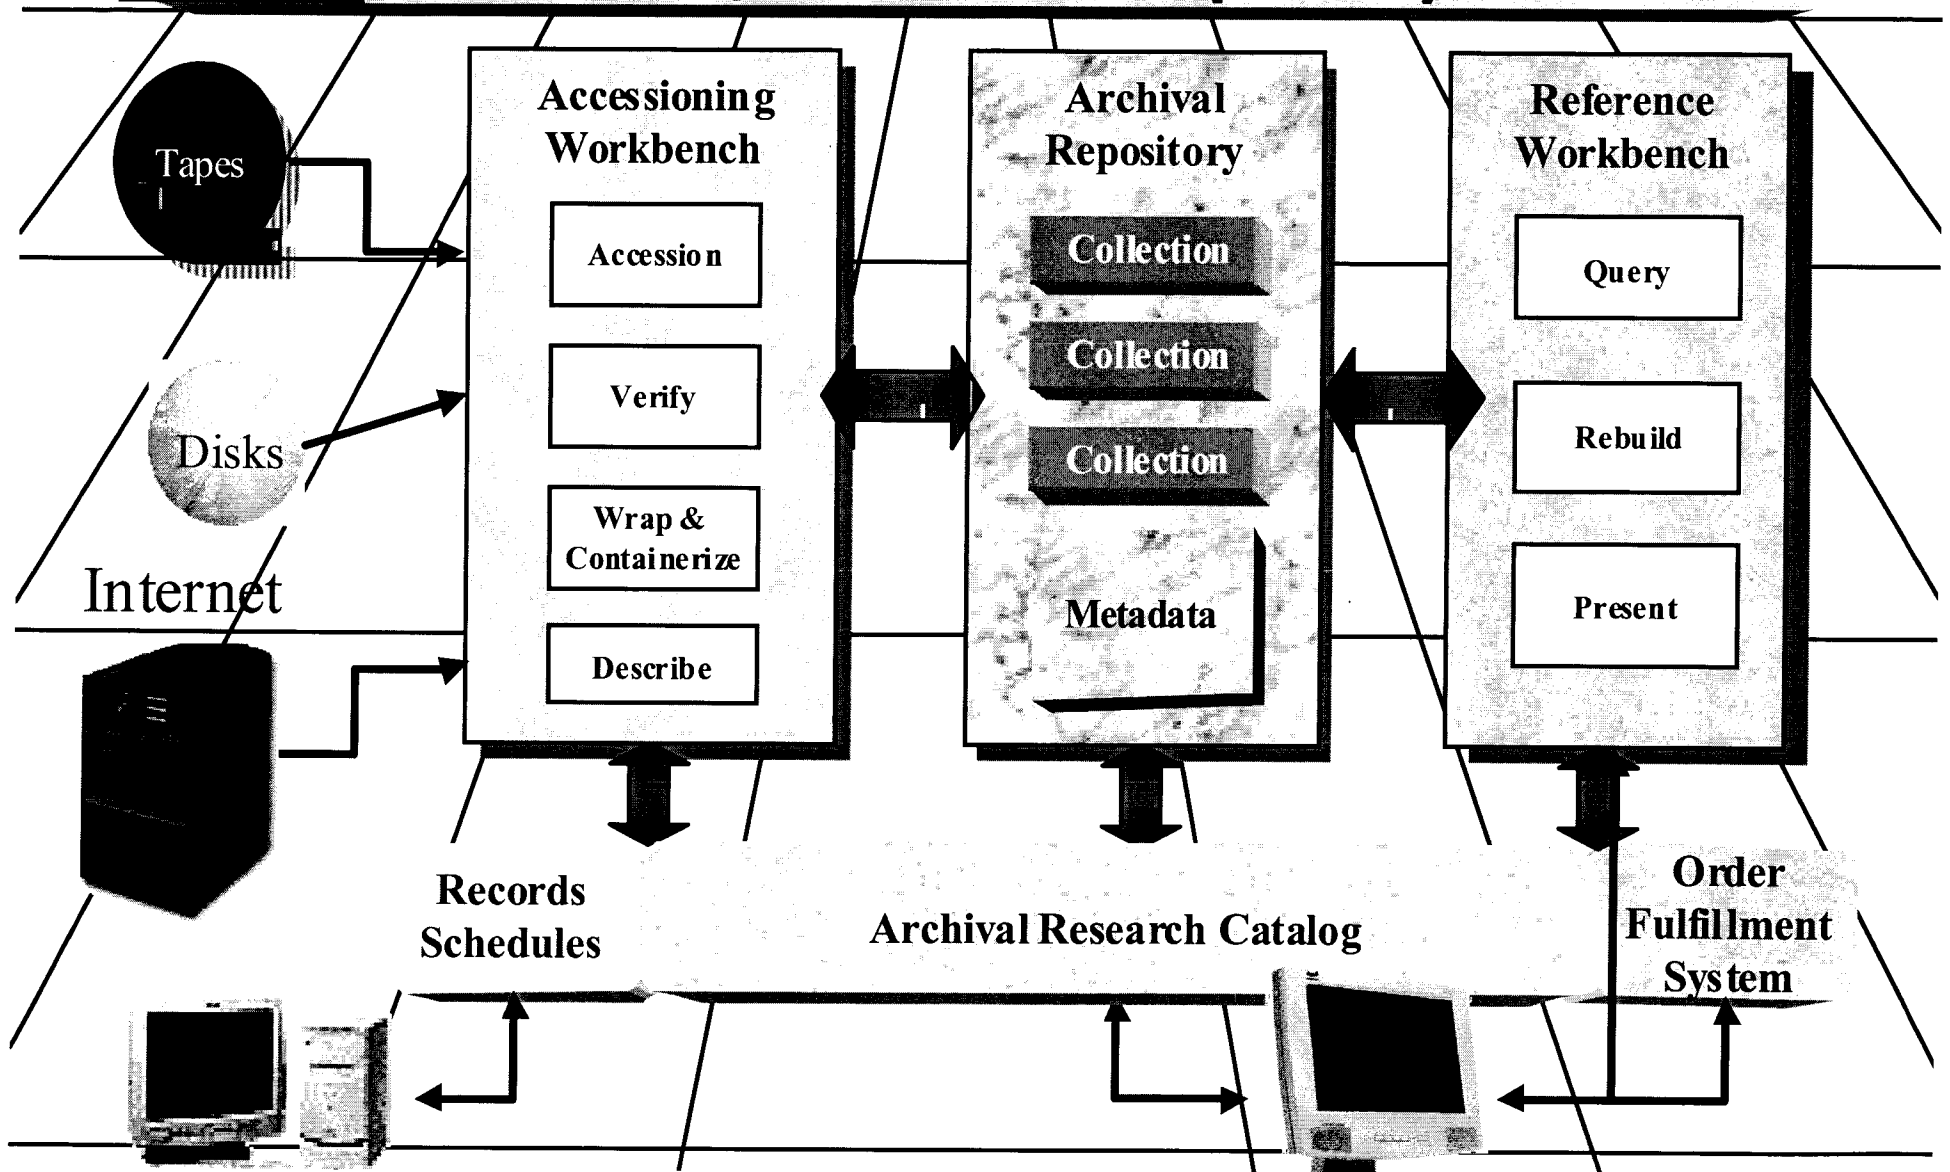 Tapes
Disks
Internet
Accessioning
Workbench
Accession
Verify
Wrap &
Containerize
Describe
Archival
Repository
Collection
Collection
Collection
Metadata
Reference
Workbench
Query
Rebuild
Present
Records
Schedules
Archival Research Catalog
Order
Fulfillment
System